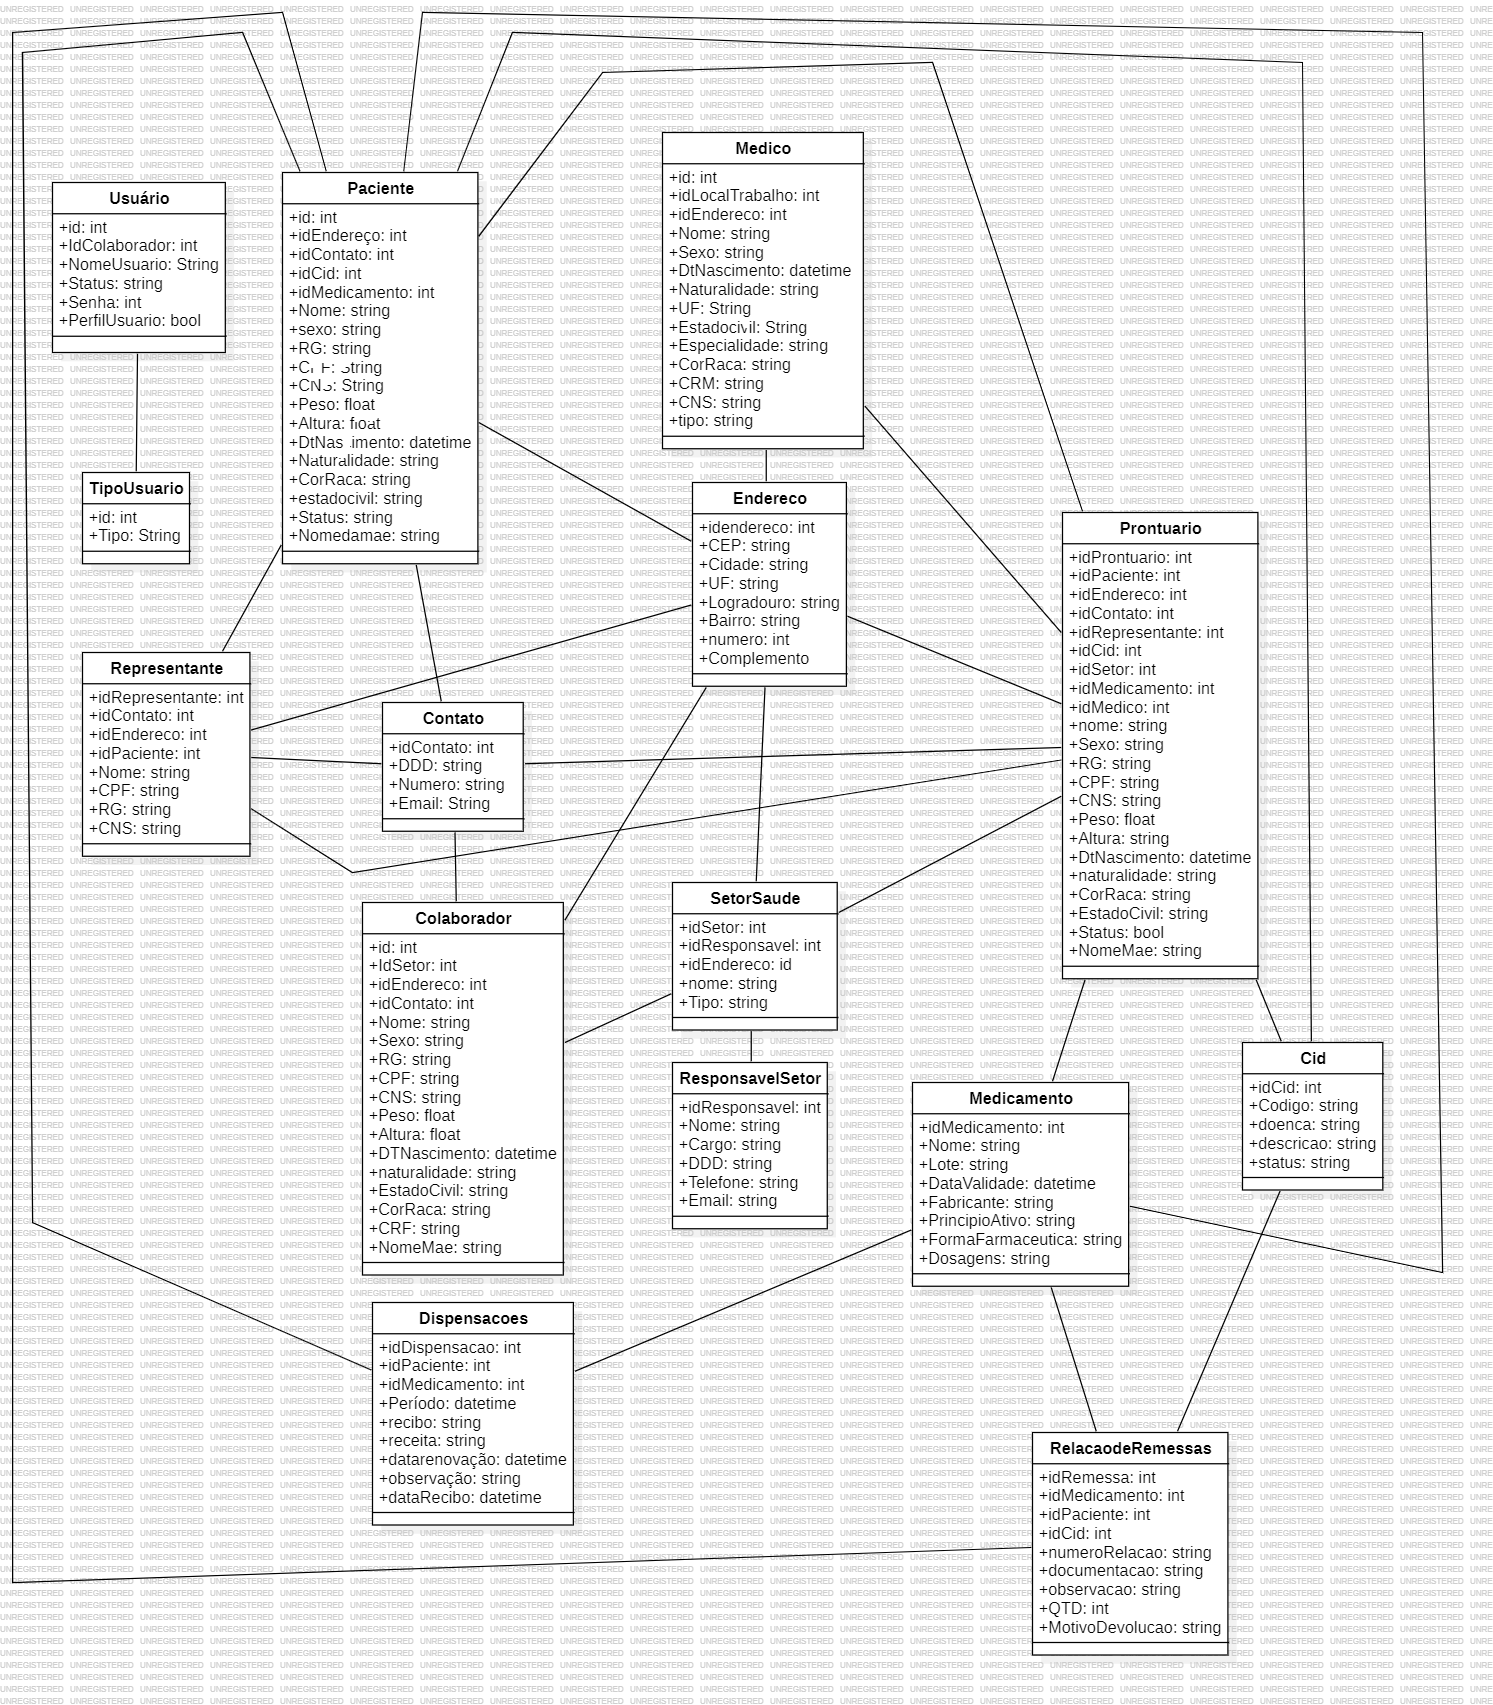 Usuário
+id: int
+IdColaborador: int
+NomeUsuario: String
+Status: string
+Senha: int
+PerfilUsuario: bool
TipoUsuario
+id: int
+Tipo: String
Paciente
+id: int
+idEndereço: int
+idContato: int
+idCid: int
+idMedicamento: int
+Nome: string
+sexo: string
+RG: string
+CPF: String
+CNS: String
+Peso: float
+Altura: float
+DtNascimento: datetime
+Naturalidade: string
+CorRaca: string
+estadocivil: string
+Status: string
+Nomedamae: string
Medico
+id: int
+idLocalTrabalho: int
+idEndereco: int
+Nome: string
+Sexo: string
+DtNascimento: datetime
+Naturalidade: string
+UF: String
+Estadocivil: String
+Especialidade: string
+CorRaca: string
+CRM: string
+CNS: string
+tipo: string
Endereco
+idendereco: int
+CEP: string
+Cidade: string
+UF: string
+Logradouro: string
+Bairro: string
+numero: int
+Complemento
Prontuario
+idProntuario: int
+idPaciente: int
+idEndereco: int
+idContato: int
+idRepresentante: int
+idCid: int
+idSetor: int
+idMedicamento: int
+idMedico: int
+nome: string
+Sexo: string
+RG: string
+CPF: string
+CNS: string
+Peso: float
+Altura: string
+DtNascimento: datetime
+naturalidade: string
+CorRaca: string
+EstadoCivil: string
+Status: bool
+NomeMae: string
Representante
+idRepresentante: int
+idContato: int
+idEndereco: int
+idPaciente: int
+Nome: string
+CPF: string
+RG: string
+CNS: string
Contato
+idContato: int
+DDD: string
+Numero: string
+Email: String
Colaborador
+id: int
+IdSetor: int
+idEndereco: int
+idContato: int
+Nome: string
+Sexo: string
+RG: string
+CPF: string
+CNS: string
+Peso: float
+Altura: float
+DTNascimento: datetime
+naturalidade: string
+EstadoCivil: string
+CorRaca: string
+CRF: string
+NomeMae: string
SetorSaude
+idSetor: int
+idResponsavel: int
+idEndereco: id
+nome: string
+Tipo: string
ResponsavelSetor
+idResponsavel: int
+Nome: string
+Cargo: string
+DDD: string
+Telefone: string
+Email: string
Medicamento
+idMedicamento: int
+Nome: string
+Lote: string
+DataValidade: datetime
+Fabricante: string
+PrincipioAtivo: string
+FormaFarmaceutica: string
+Dosagens: string
Cid
+idCid: int
+Codigo: string
+doenca: string
+descricao: string
+status: string
Dispensacoes
+idDispensacao: int
+idPaciente: int
+idMedicamento: int
+Período: datetime
+recibo: string
+receita: string
+datarenovação: datetime
+observação: string
+dataRecibo: datetime
RelacaodeRemessas
+idRemessa: int
+idMedicamento: int
+idPaciente: int
+idCid: int
+numeroRelacao: string
+documentacao: string
+observacao: string
+QTD: int
+MotivoDevolucao: string
UNREGISTERED